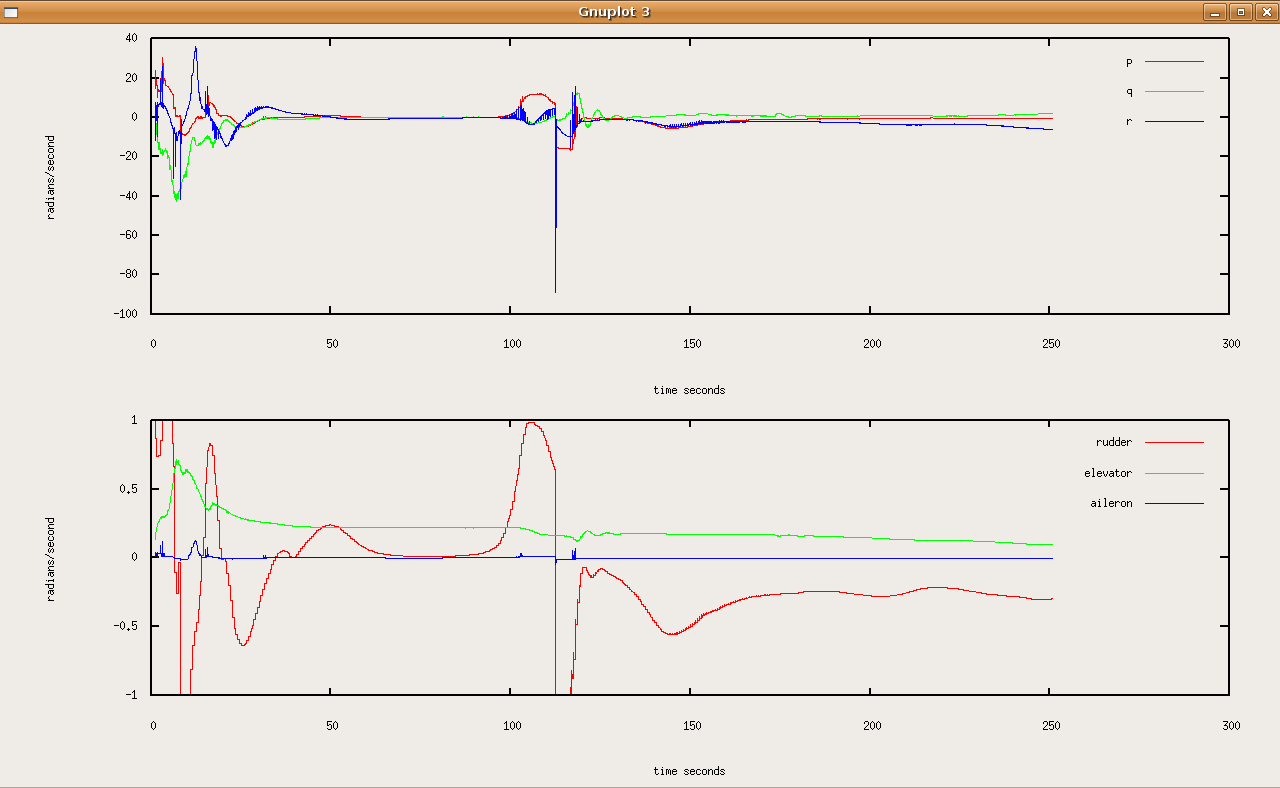 Gnuplot 3
40
20
0
-20
-40
-60
-80
-100
radians/second
p
q
r
0 50 100 150 200 250 300
time seconds
1
0.5
0
-0.5
-1
radians/second
rudder
elevator
aileron
0 50 100 150 200 250 300
time seconds